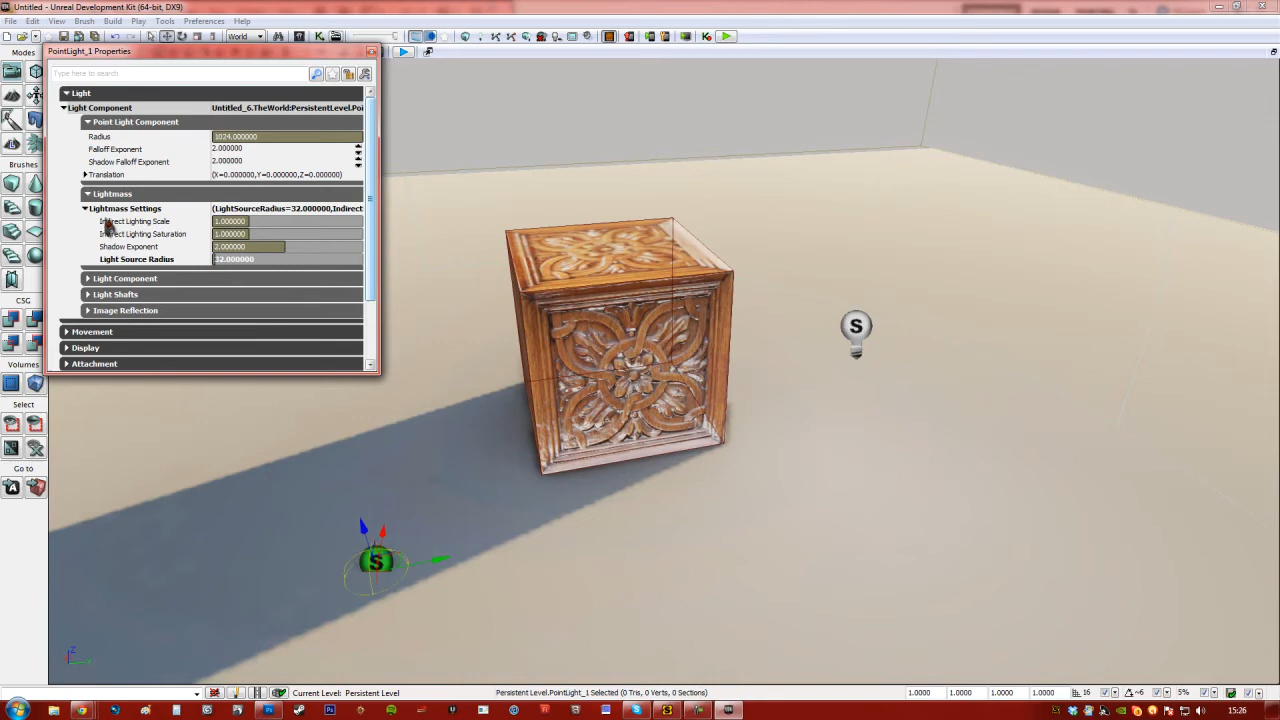 Untitled - Unreal Development Kit (64-bit, DX9)
File Edit View Brush Build Play Tools Preferences Help
World
Modes
PointLight_1 Properties
Type here to search
Light
Light Component Untitled_6.TheWorld:PersistentLevel.Poi
Point Light Component
Radius 1024.000000
Falloff Exponent 2.000000
Shadow Falloff Exponent 2.000000
Translation (X=0.000000,Y=0.000000,Z=0.000000)
Lightmass
Lightmass Settings (LightSourceRadius=32.000000,Indirect
Indirect Lighting Scale 1.000000
Indirect Lighting Saturation 1.000000
Shadow Exponent 2.000000
Light Source Radius 32.000000
Light Component
Light Shafts
Image Reflection
Movement
Display
Attachment
Brushes
CSG
Volumes
Select
Go to
S
S
Z
Current Level: Persistent Level
Persistent Level.PointLight_1 Selected (0 Tris, 0 Verts, 0 Sections)
1.0000 1.0000 1.0000 1.0000 16 6 5%
15:26